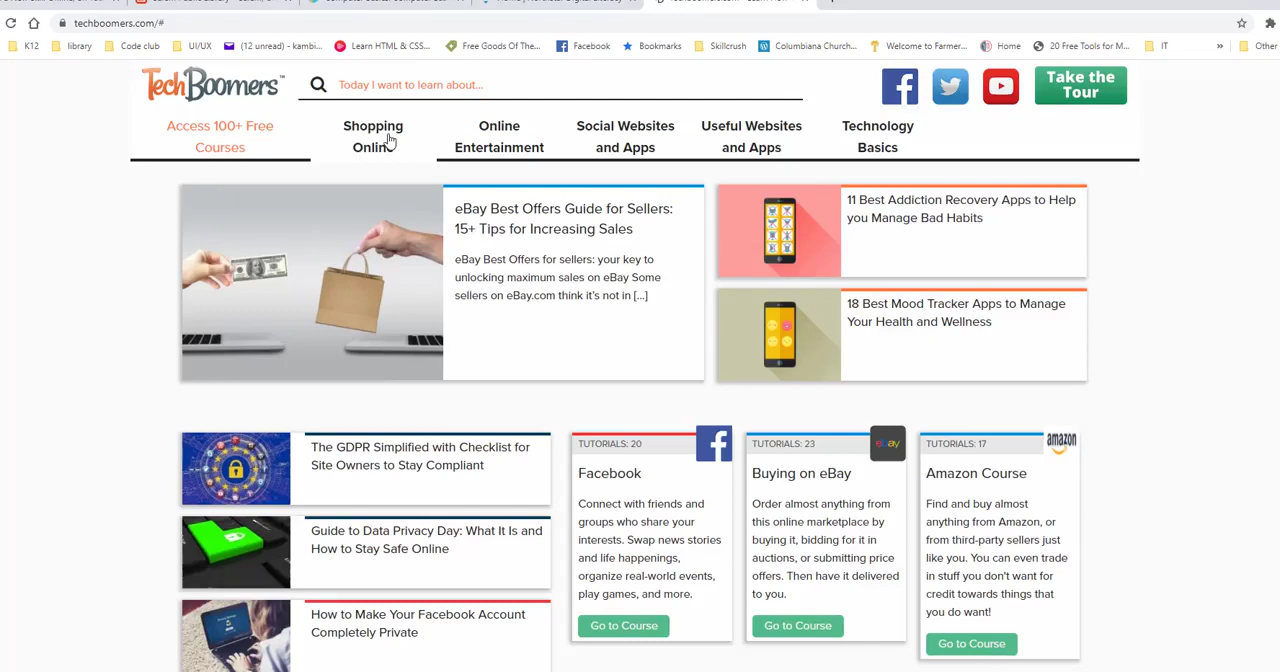 techboomers.com/#
K12
library
Code club
UI/UX
(12 unread) - kambi...
Learn HTML & CSS...
Free Goods Of The...
Facebook
Bookmarks
Skillcrush
Columbiana Church...
Welcome to Farmer...
Home
20 Free Tools for M...
IT
»
Other
TechBoomers™
Today I want to learn about...
Take the
Tour
Access 100+ Free
Courses
Shopping
Online
Online
Entertainment
Social Websites
and Apps
Useful Websites
and Apps
Technology
Basics
eBay Best Offers Guide for Sellers:
15+ Tips for Increasing Sales
eBay Best Offers for sellers: your key to
unlocking maximum sales on eBay Some
sellers on eBay.com think it's not in [...]
11 Best Addiction Recovery Apps to Help
you Manage Bad Habits
18 Best Mood Tracker Apps to Manage
Your Health and Wellness
The GDPR Simplified with Checklist for
Site Owners to Stay Compliant
Guide to Data Privacy Day: What It Is and
How to Stay Safe Online
How to Make Your Facebook Account
Completely Private
TUTORIALS: 20
Facebook
Connect with friends and
groups who share your
interests. Swap news stories
and life happenings,
organize real-world events,
play games, and more.
Go to Course
TUTORIALS: 23
ebay
Buying on eBay
Order almost anything from
this online marketplace by
buying it, bidding for it in
auctions, or submitting price
offers. Then have it delivered
to you.
Go to Course
TUTORIALS: 17
amazon
Amazon Course
Find and buy almost
anything from Amazon, or
from third-party sellers just
like you. You can even trade
in stuff you don't want for
credit towards things that
you do want!
Go to Course